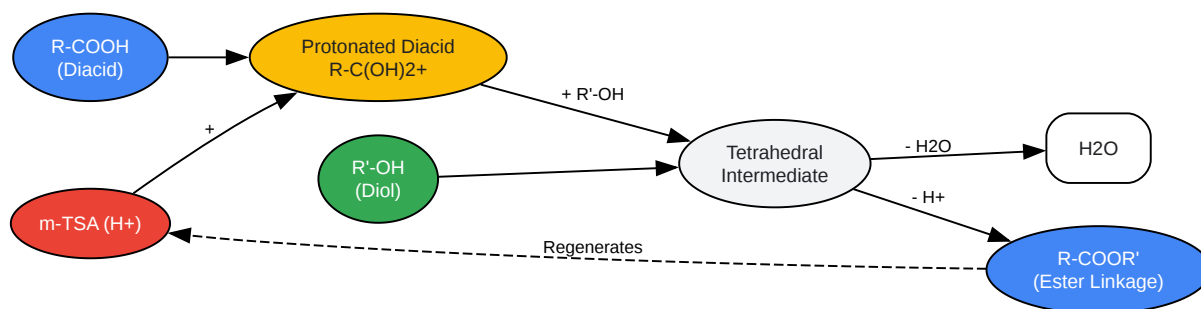 R-COOH
(Diacid)
Protonated Diacid
R-C(OH)2+
+ R'-OH
+
R'-OH
(Diol)
Tetrahedral
Intermediate
- H2O
H2O
m-TSA (H+)
- H+
Regenerates
R-COOR'
(Ester Linkage)